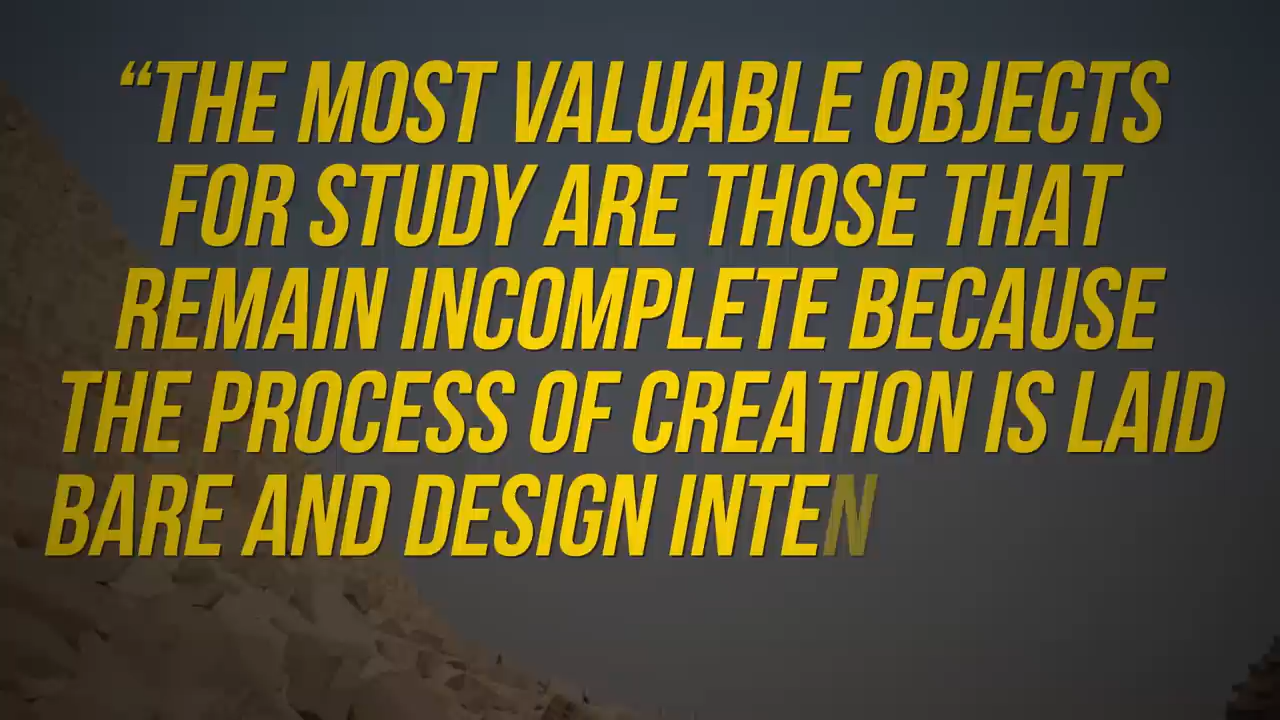 “THE MOST VALUABLE OBJECTS
FOR STUDY ARE THOSE THAT
REMAIN INCOMPLETE BECAUSE
THE PROCESS OF CREATION IS LAID
BARE AND DESIGN INTEN